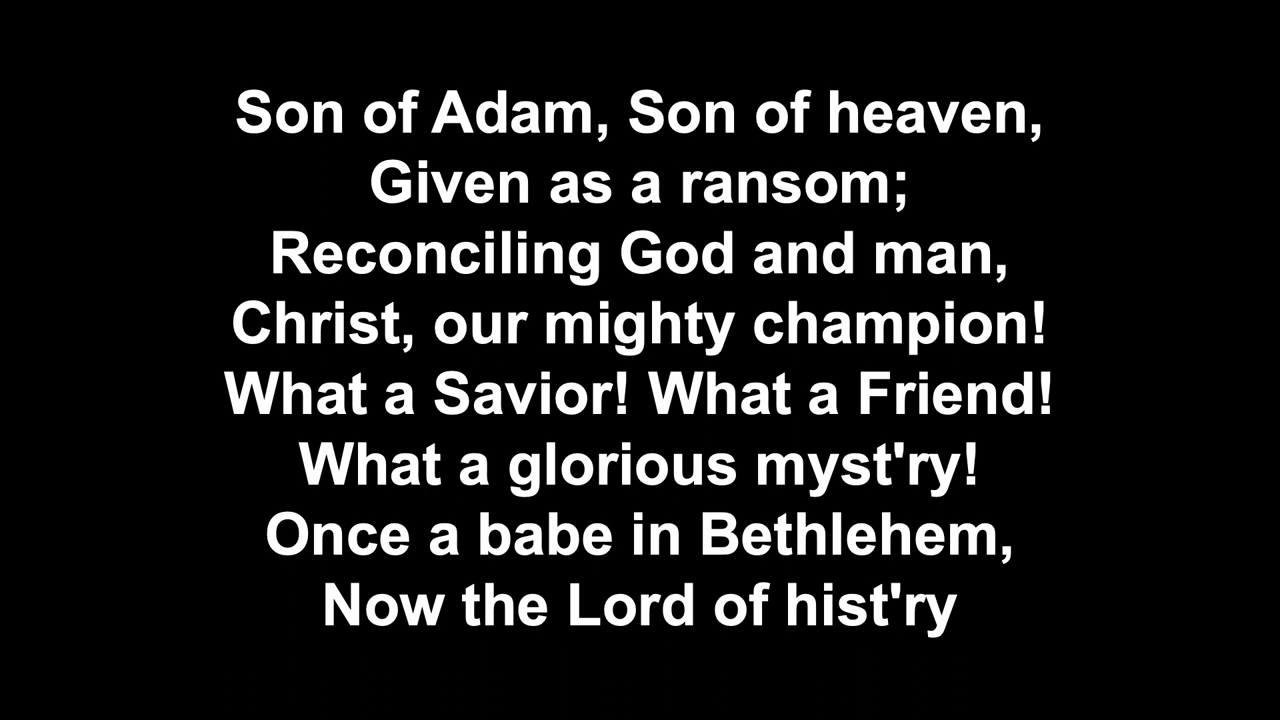 Son of Adam, Son of heaven,
Given as a ransom;
Reconciling God and man,
Christ, our mighty champion!
What a Savior! What a Friend!
What a glorious myst'ry!
Once a babe in Bethlehem,
Now the Lord of hist'ry